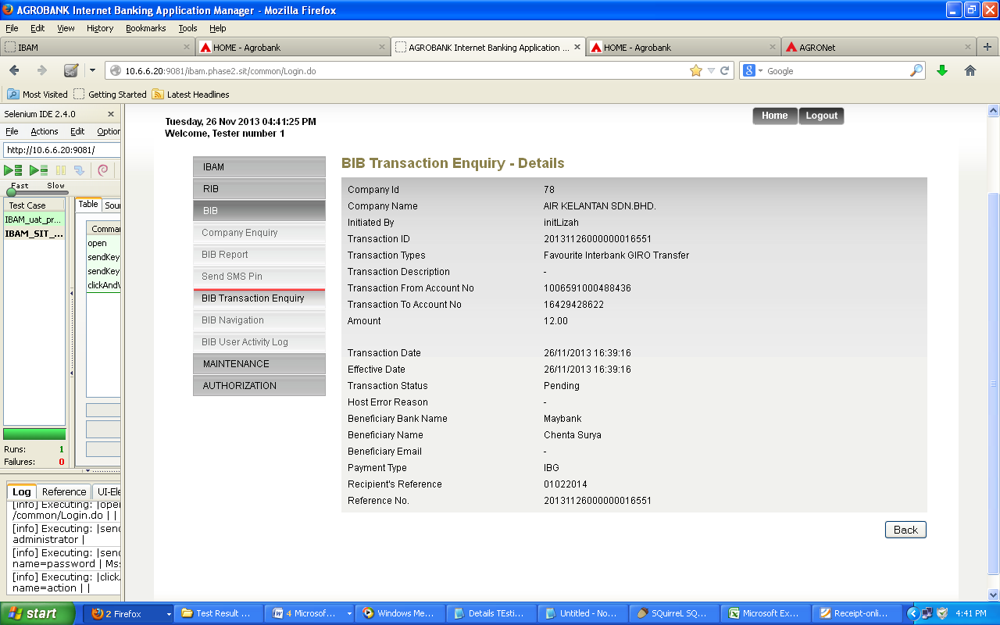 AGROBANK Internet Banking Application Manager - Mozilla Firefox
File Edit View History Bookmarks Tools Help
IBAM HOME - Agrobank AGROBANK Internet Banking Application ... HOME - Agrobank AGRONet
10.6.6.20:9081/ibam.phase2.sit/common/Login.do Google
Most Visited Getting Started Latest Headlines
Selenium IDE 2.4.0
File Actions Edit Option
http://10.6.6.20:9081/
Fast Slow
Test Case
IBAM_uat_pr...
IBAM_SIT_...
Table Sour
Comma
open
sendKey
sendKey
clickAndV
Runs: 1
Failures: 0
Log Reference UI-Ele
[info] Executing: |ope
/common/Login.do | |
[info] Executing: |sen
administrator |
[info] Executing: |sen
name=password | Mss
[info] Executing: |click
name=action | |
Home Logout
Tuesday, 26 Nov 2013 04:41:25 PM
Welcome, Tester number 1
IBAM
RIB
BIB
Company Enquiry
BIB Report
Send SMS Pin
BIB Transaction Enquiry
BIB Navigation
BIB User Activity Log
MAINTENANCE
AUTHORIZATION
BIB Transaction Enquiry - Details
Company Id 78
Company Name AIR KELANTAN SDN.BHD.
Initiated By initLizah
Transaction ID 20131126000000016551
Transaction Types Favourite Interbank GIRO Transfer
Transaction Description -
Transaction From Account No 1006591000488436
Transaction To Account No 16429428622
Amount 12.00
Transaction Date 26/11/2013 16:39:16
Effective Date 26/11/2013 16:39:16
Transaction Status Pending
Host Error Reason -
Beneficiary Bank Name Maybank
Beneficiary Name Chenta Surya
Beneficiary Email -
Payment Type IBG
Recipient's Reference 01022014
Reference No. 20131126000000016551
Back
start 2 Firefox Test Result ... 4 Microsof... Windows Me... Details TEsti... Untitled - No... SQuirreL SQ... Microsoft Ex... Receipt-onli... 4:41 PM